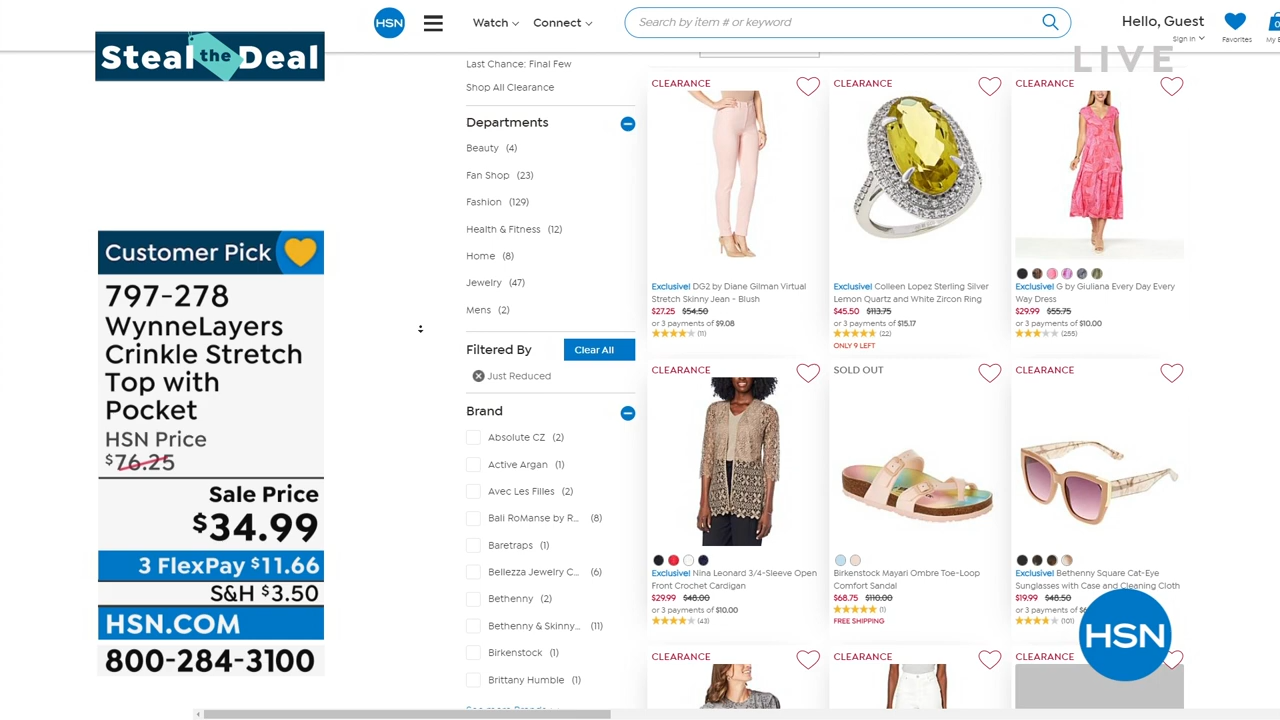 Steal the Deal
HSN
Watch
Connect
Search by item # or keyword
Hello, Guest
Sign In
Favorites
My
0
LIVE
Customer Pick
797-278
WynneLayers
Crinkle Stretch
Top with
Pocket
HSN Price
$76.25
Sale Price
$34.99
3 FlexPay $11.66
S&H $3.50
HSN.COM
800-284-3100
Last Chance: Final Few
Shop All Clearance
Departments
Beauty (4)
Fan Shop (23)
Fashion (129)
Health & Fitness (12)
Home (8)
Jewelry (47)
Mens (2)
Filtered By
Clear All
Just Reduced
Brand
Absolute CZ (2)
Active Argan (1)
Avec Les Filles (2)
Bali RoManse by R... (8)
Baretraps (1)
Bellezza Jewelry C... (6)
Bethenny (2)
Bethenny & Skinny... (11)
Birkenstock (1)
Brittany Humble (1)
CLEARANCE
Exclusive! DG2 by Diane Gilman Virtual
Stretch Skinny Jean - Blush
$27.25 $54.50
or 3 payments of $9.08
(11)
CLEARANCE
Exclusive! Colleen Lopez Sterling Silver
Lemon Quartz and White Zircon Ring
$45.50 $113.75
or 3 payments of $15.17
(22)
ONLY 9 LEFT
CLEARANCE
Exclusive! G by Giuliana Every Day Every
Way Dress
$29.99 $55.75
or 3 payments of $10.00
(255)
CLEARANCE
Exclusive! Nina Leonard 3/4-Sleeve Open
Front Crochet Cardigan
$29.99 $48.00
or 3 payments of $10.00
(43)
SOLD OUT
Birkenstock Mayari Ombre Toe-Loop
Comfort Sandal
$68.75 $110.00
(1)
FREE SHIPPING
CLEARANCE
Exclusive! Bethenny Square Cat-Eye
Sunglasses with Case and Cleaning Cloth
$19.99 $48.50
or 3 payments of
(101)
HSN
CLEARANCE
CLEARANCE
CLEARANCE